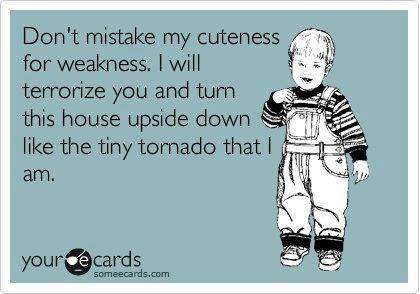 Don't mistake my cuteness
for weakness. I will
terrorize you and turn
this house upside down
like the tiny tornado that I
am.
your e cards
someecards.com